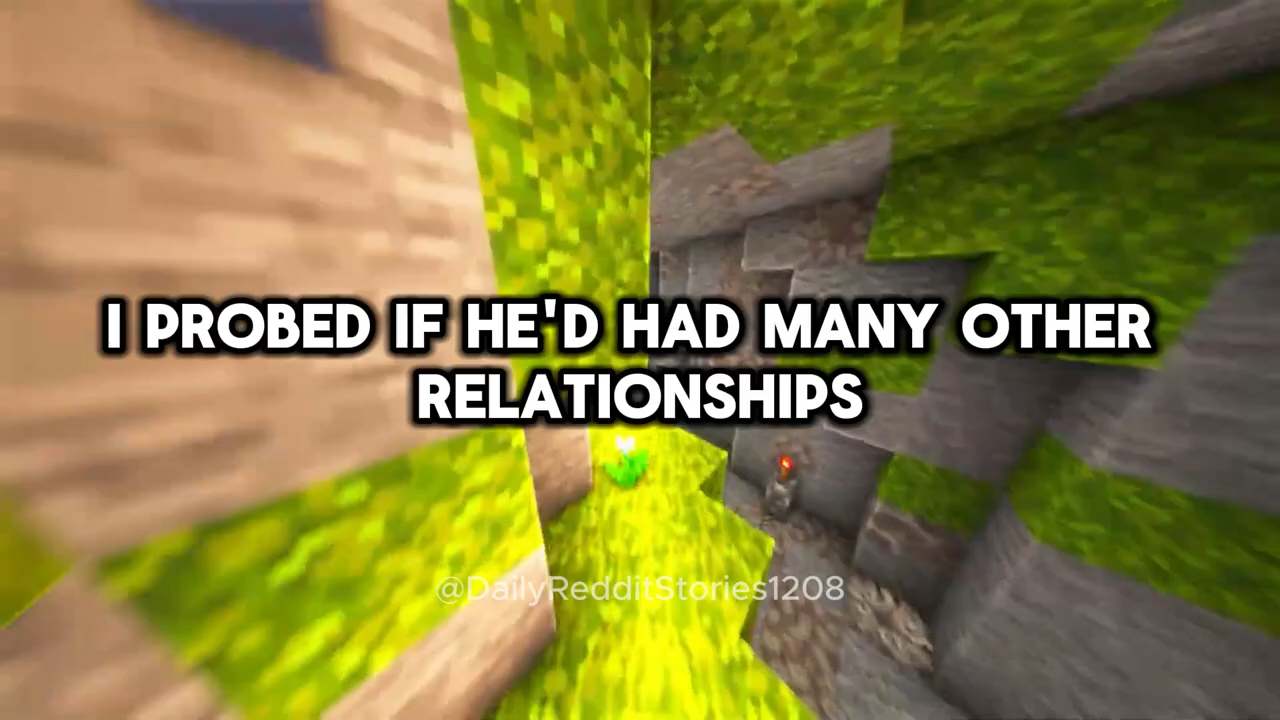 I PROBED IF HE'D HAD MANY OTHER
RELATIONSHIPS
@DailyRedditStories1208